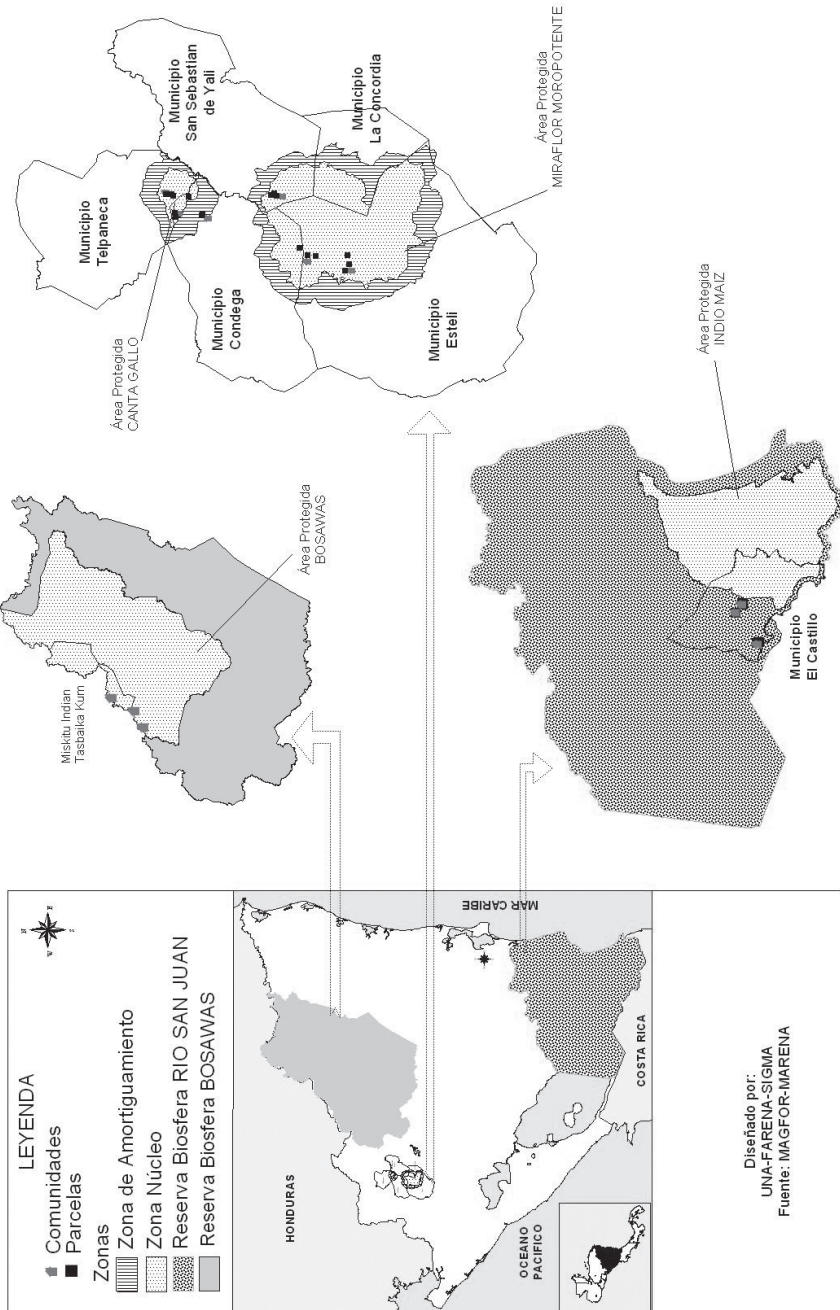 LEYENDA
Comunidades
Parcelas
Zonas
Zona de Amortiguamiento
Zona Núcleo
Reserva Biosfera RIO SAN JUAN
Reserva Biosfera BOSAWAS
HONDURAS
MAR CARIBE
OCEANO
PACIFICO
COSTA RICA
Diseñado por:
UNA-FARENA-SIGMA
Fuente: MAGFOR-MARENA
Miskitu Indian
Tasbaika Kum
Área Protegida
BOSAWAS
Área Protegida
CANTA GALLO
Municipio
Telpaneca
Municipio
San Sebastian
de Yali
Municipio
Condega
Municipio
La Concordia
Municipio
Esteli
Área Protegida
MIRAFLOR MOROPOTENTE
Municipio
El Castillo
Área Protegida
INDIO MAIZ